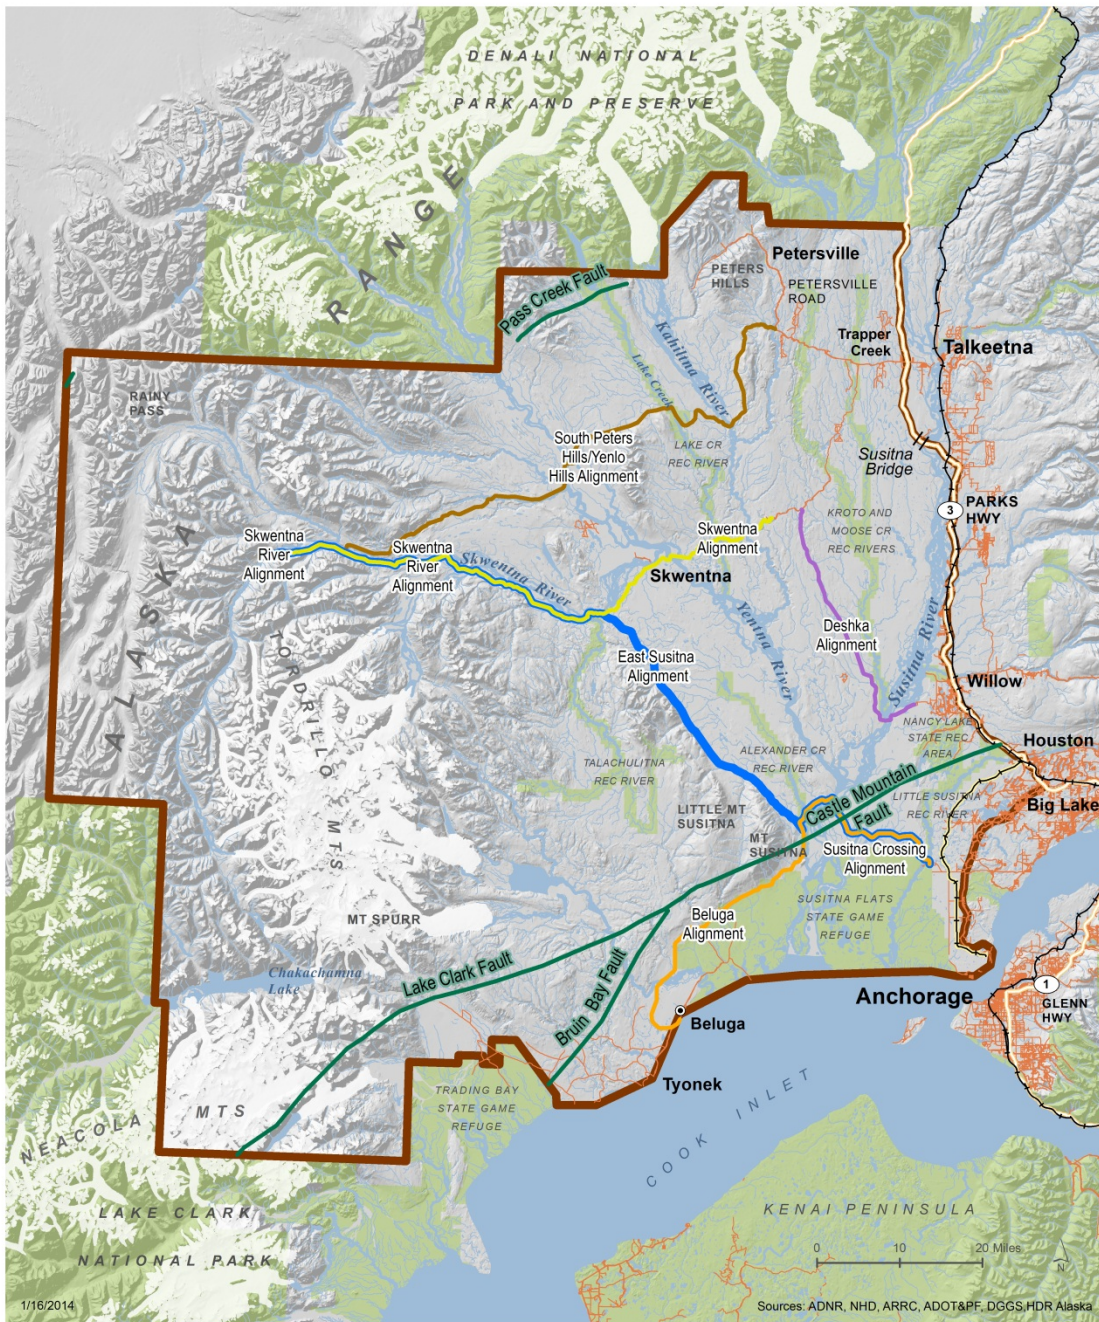 DENALI NATIONAL
PARK AND PRESERVE
RANGE
Petersville
PETERS
HILLS
PETERSVILLE
ROAD
Pass Creek Fault
Kahiltna River
Lake Creek
Trapper
Creek
Talkeetna
RAINY
PASS
South Peters
Hills/Yenlo
Hills Alignment
LAKE CR
REC RIVER
Susitna
Bridge
3
PARKS
HWY
KROTO AND
MOOSE CR
REC RIVERS
Skwentna
Alignment
Skwentna
River
Alignment
Skwentna
River
Alignment
Skwentna River
Skwentna
ALASKA
Yentna River
Deshka
Alignment
Susitna River
TORDRILLO MTS
East Susitna
Alignment
Willow
NANCY LAKE
STATE REC
AREA
Houston
TALACHULITNA
REC RIVER
ALEXANDER CR
REC RIVER
Castle Mountain
Fault
LITTLE SUSITNA
REC RIVER
Big Lake
LITTLE MT
SUSITNA
MT
SUSITNA
Susitna Crossing
Alignment
MT SPURR
Beluga
Alignment
SUSITNA FLATS
STATE GAME
REFUGE
Lake Clark Fault
Bruin Bay Fault
Chakachamna
Lake
Anchorage
1
GLENN
HWY
Beluga
Tyonek
TRADING BAY
STATE GAME
REFUGE
COOK INLET
NEACOLA MTS
LAKE CLARK
NATIONAL PARK
KENAI PENINSULA
0 10 20 Miles
N
1/16/2014
Sources: ADNR, NHD, ARRC, ADOT&PF, DGGS,HDR Alaska